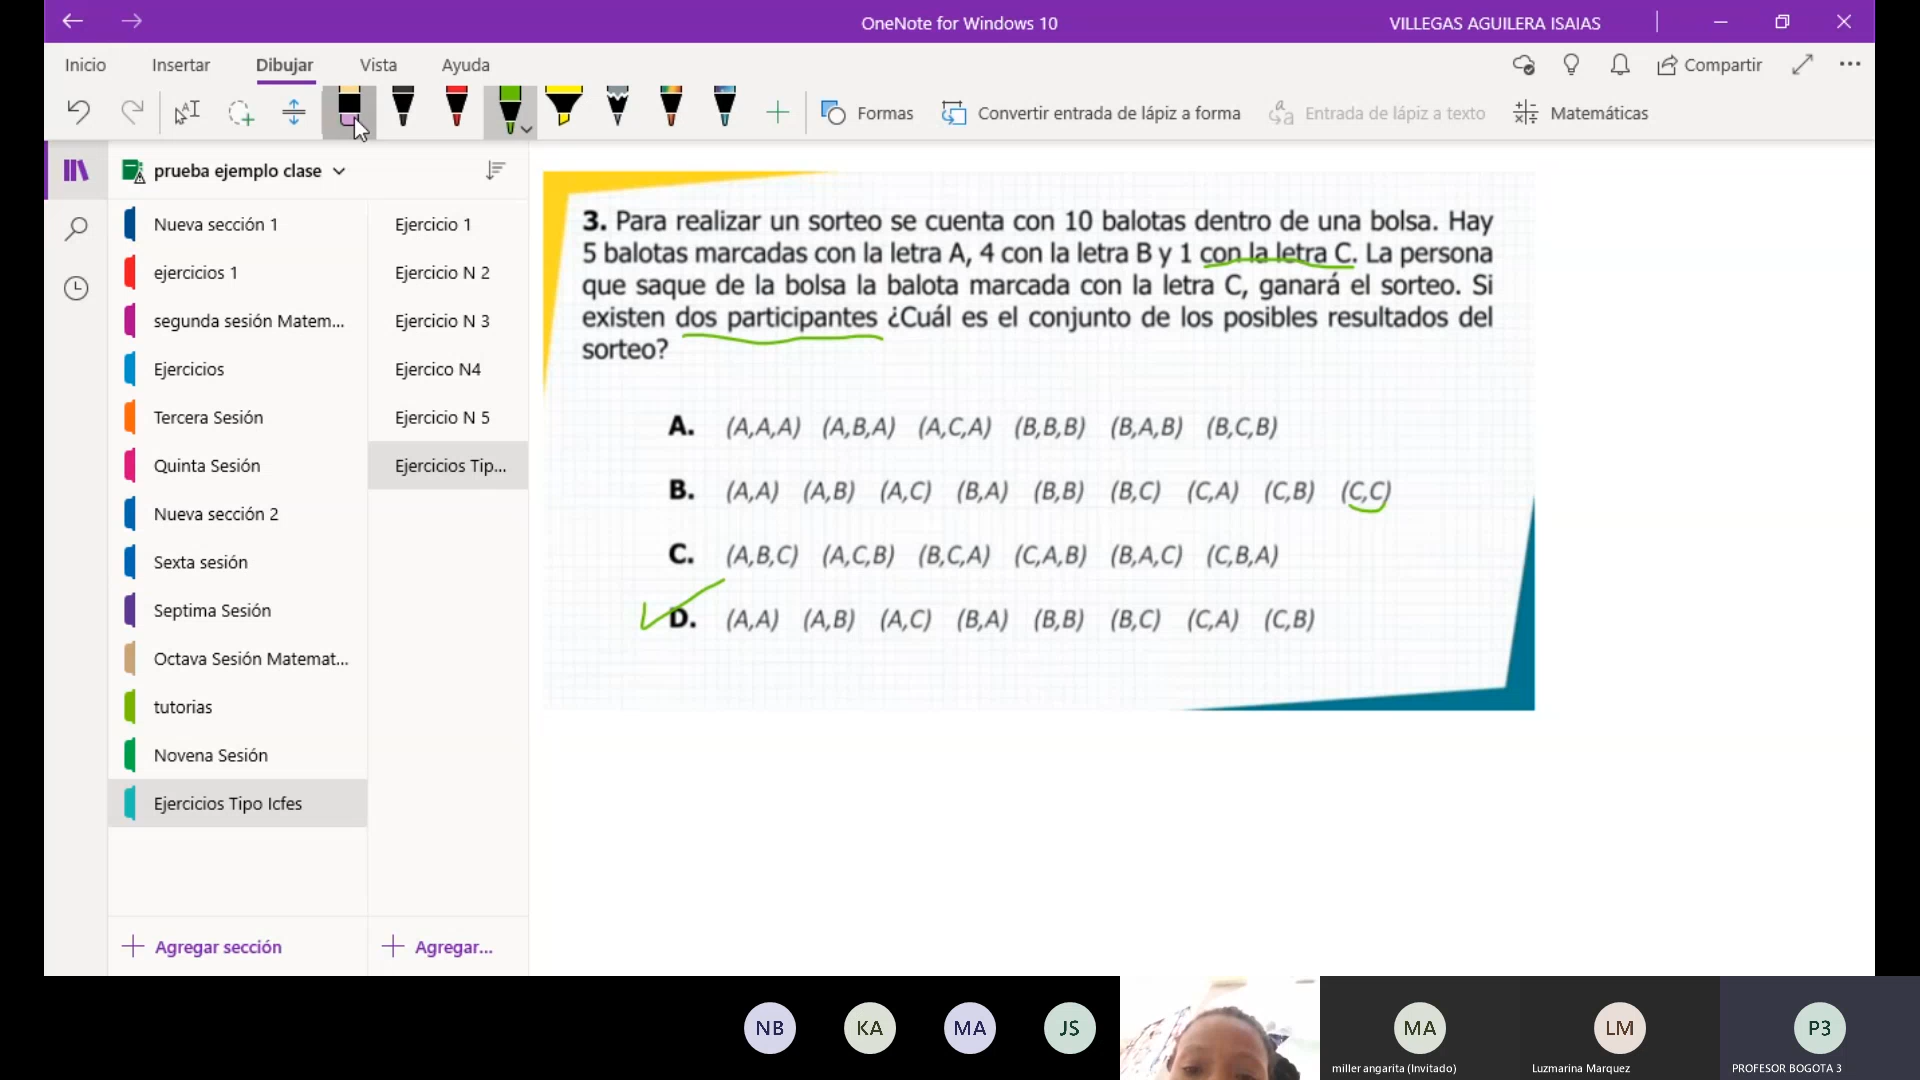 OneNote for Windows 10
VILLEGAS AGUILERA ISAIAS
Inicio
Insertar
Dibujar
Vista
Ayuda
Compartir
Formas
Convertir entrada de lápiz a forma
Entrada de lápiz a texto
Matemáticas
prueba ejemplo clase
Nueva sección 1
ejercicios 1
segunda sesión Matem...
Ejercicios
Tercera Sesión
Quinta Sesión
Nueva sección 2
Sexta sesión
Septima Sesión
Octava Sesión Matemat...
tutorias
Novena Sesión
Ejercicios Tipo Icfes
Agregar sección
Ejercicio 1
Ejercicio N 2
Ejercicio N 3
Ejercico N4
Ejercicio N 5
Ejercicios Tip...
Agregar...
3. Para realizar un sorteo se cuenta con 10 balotas dentro de una bolsa. Hay
5 balotas marcadas con la letra A, 4 con la letra B y 1 con la letra C. La persona
que saque de la bolsa la balota marcada con la letra C, ganará el sorteo. Si
existen dos participantes ¿Cuál es el conjunto de los posibles resultados del
sorteo?
A. (A,A,A) (A,B,A) (A,C,A) (B,B,B) (B,A,B) (B,C,B)
B. (A,A) (A,B) (A,C) (B,A) (B,B) (B,C) (C,A) (C,B) (C,C)
C. (A,B,C) (A,C,B) (B,C,A) (C,A,B) (B,A,C) (C,B,A)
D. (A,A) (A,B) (A,C) (B,A) (B,B) (B,C) (C,A) (C,B)
NB
KA
MA
JS
MA
miller angarita (Invitado)
LM
Luzmarina Marquez
P3
PROFESOR BOGOTA 3